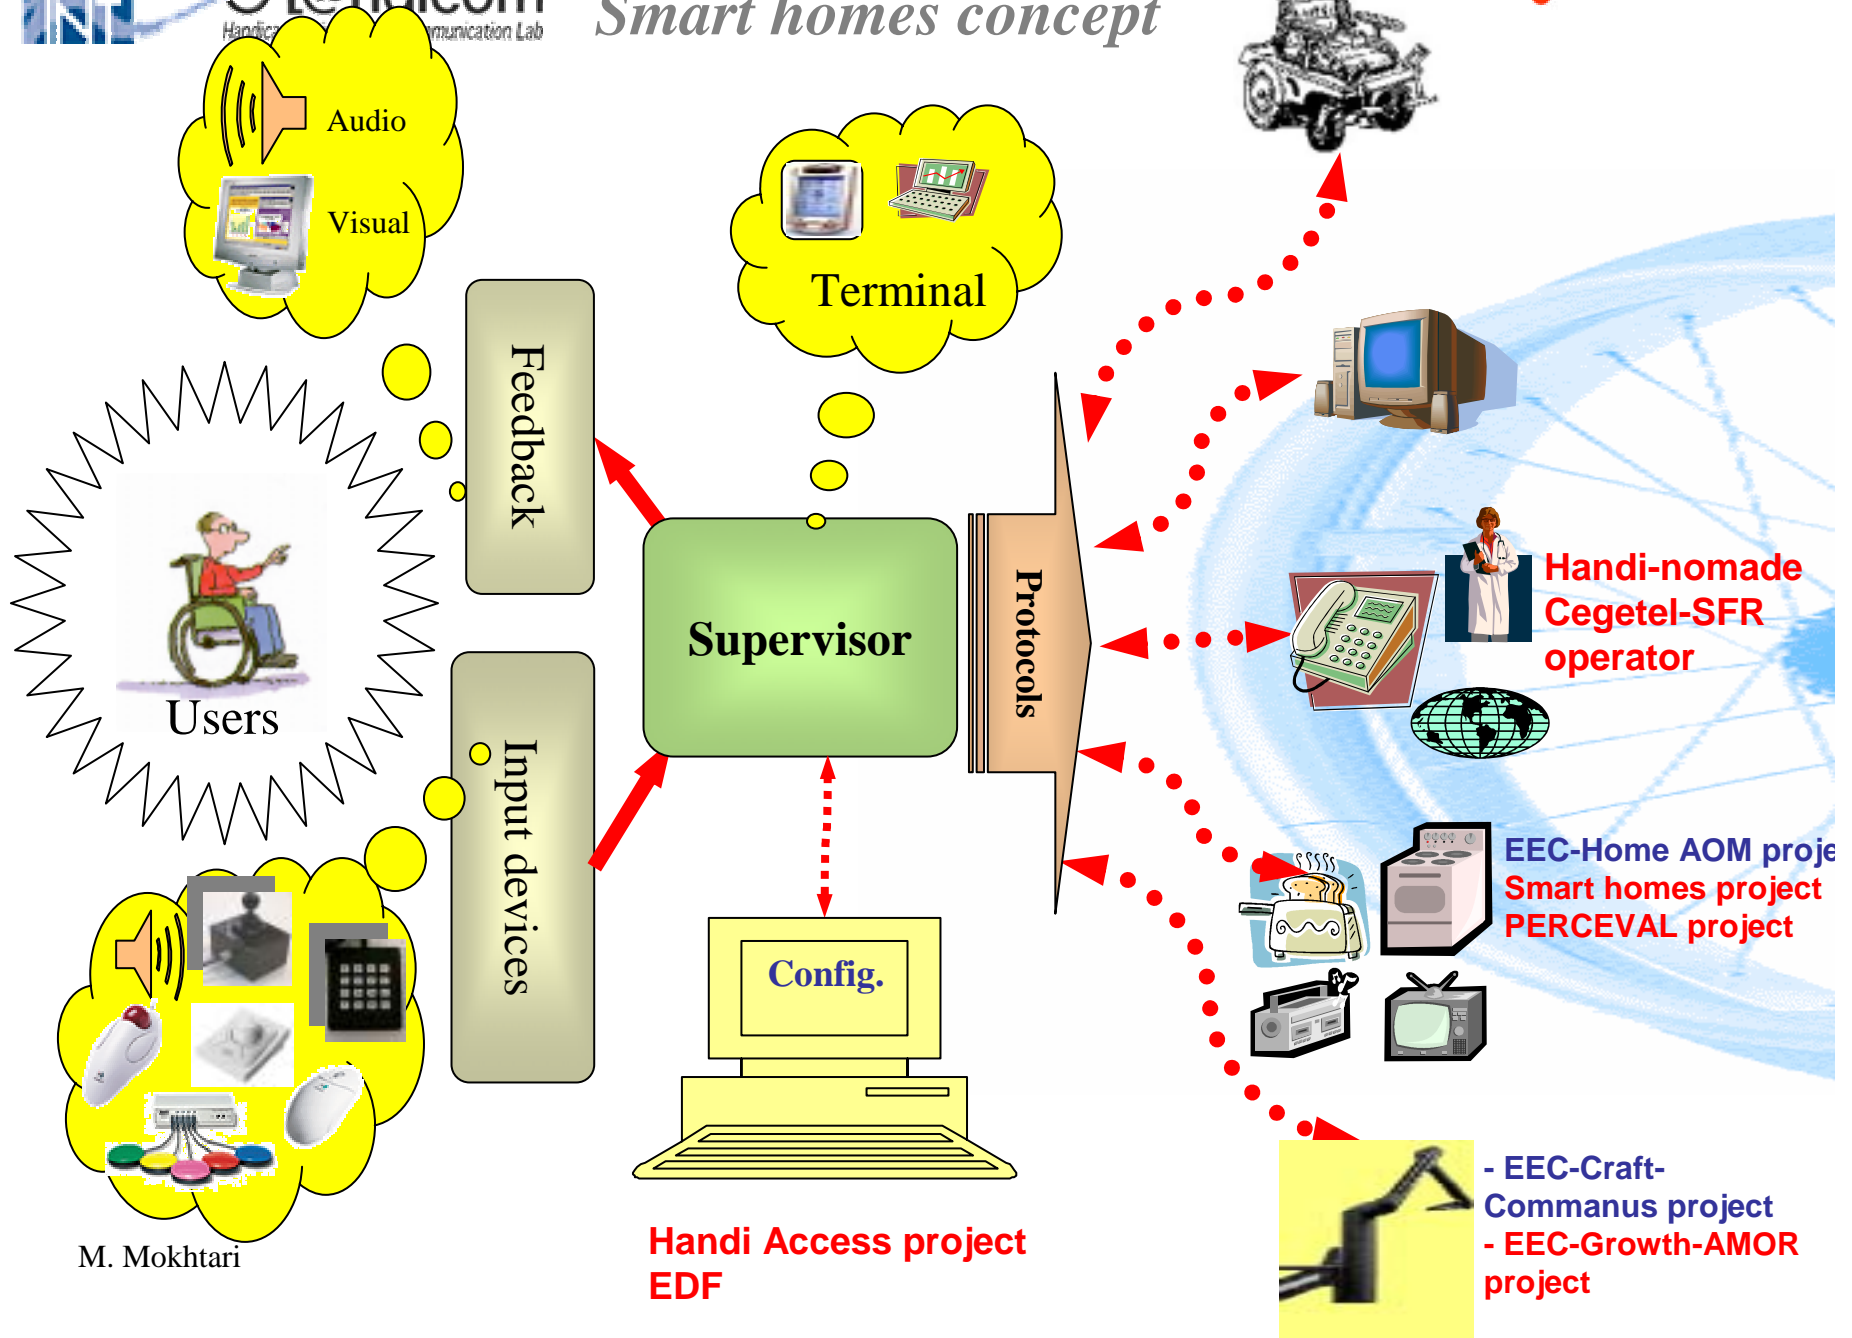 Smart homes concept
Audio
Visual
Terminal
Feedback
Users
Supervisor
Protocols
Input devices
Config.
Handi-nomade
Cegetel-SFR
operator
EEC-Home AOM proje
Smart homes project
PERCEVAL project
- EEC-Craft-
Commanus project
- EEC-Growth-AMOR
project
Handi Access project
EDF
M. Mokhtari